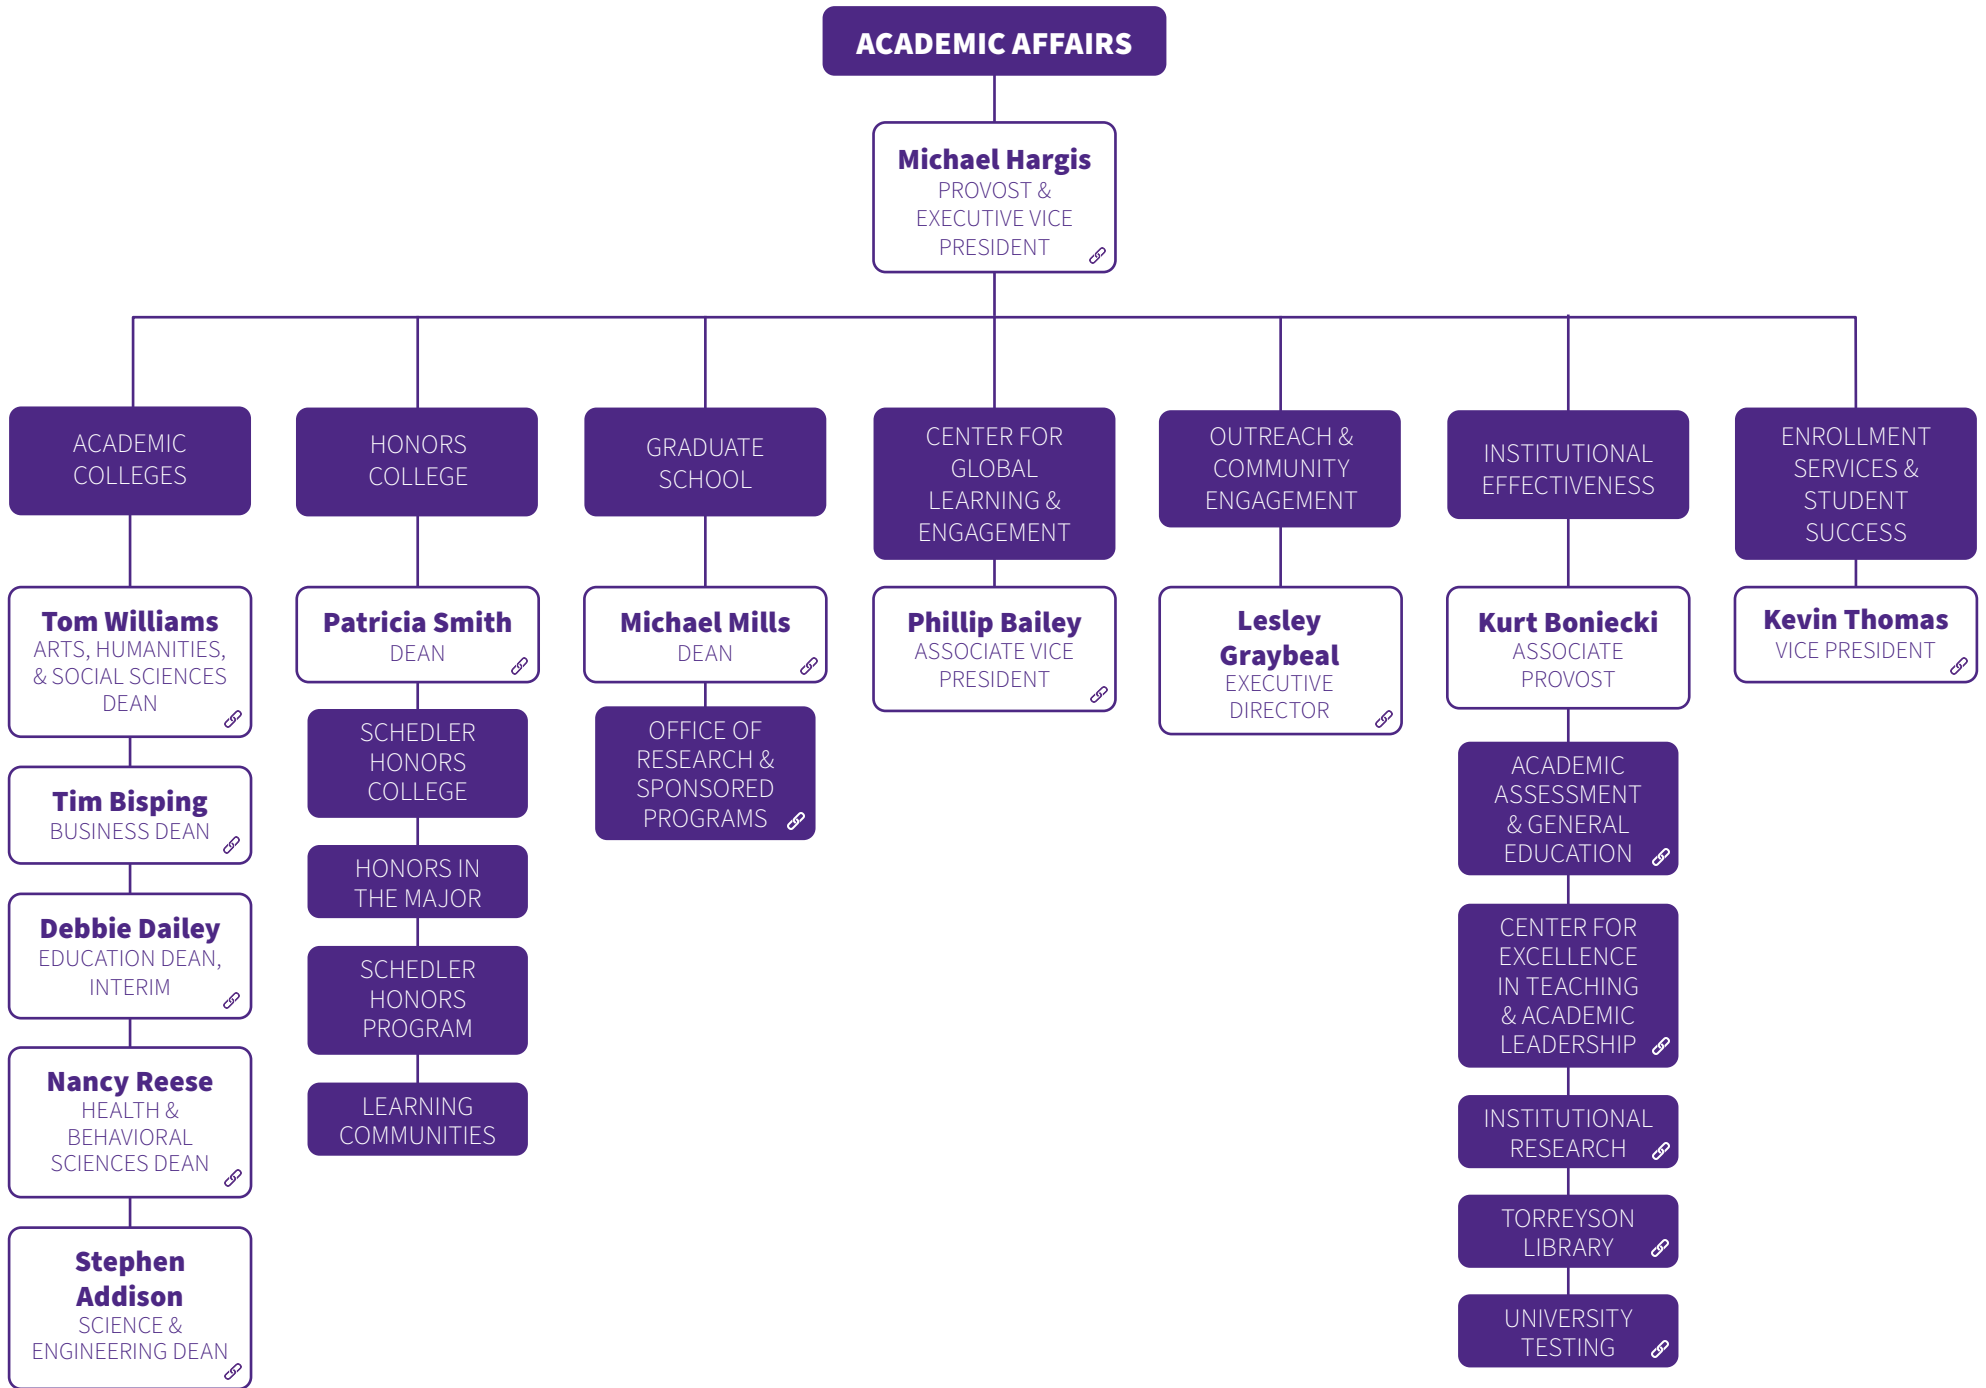 ACADEMIC AFFAIRS
Michael Hargis
PROVOST &
EXECUTIVE VICE
PRESIDENT
ACADEMIC
COLLEGES
Tom Williams
ARTS, HUMANITIES,
& SOCIAL SCIENCES
DEAN
Tim Bisping
BUSINESS DEAN
Debbie Dailey
EDUCATION DEAN,
INTERIM
Nancy Reese
HEALTH &
BEHAVIORAL
SCIENCES DEAN
Stephen
Addison
SCIENCE &
ENGINEERING DEAN
HONORS
COLLEGE
Patricia Smith
DEAN
SCHEDLER
HONORS
COLLEGE
HONORS IN
THE MAJOR
SCHEDLER
HONORS
PROGRAM
LEARNING
COMMUNITIES
GRADUATE
SCHOOL
Michael Mills
DEAN
OFFICE OF
RESEARCH &
SPONSORED
PROGRAMS
CENTER FOR
GLOBAL
LEARNING &
ENGAGEMENT
Phillip Bailey
ASSOCIATE VICE
PRESIDENT
OUTREACH &
COMMUNITY
ENGAGEMENT
Lesley
Graybeal
EXECUTIVE
DIRECTOR
INSTITUTIONAL
EFFECTIVENESS
Kurt Boniecki
ASSOCIATE
PROVOST
ACADEMIC
ASSESSMENT
& GENERAL
EDUCATION
CENTER FOR
EXCELLENCE
IN TEACHING
& ACADEMIC
LEADERSHIP
INSTITUTIONAL
RESEARCH
TORREYSON
LIBRARY
UNIVERSITY
TESTING
ENROLLMENT
SERVICES &
STUDENT
SUCCESS
Kevin Thomas
VICE PRESIDENT